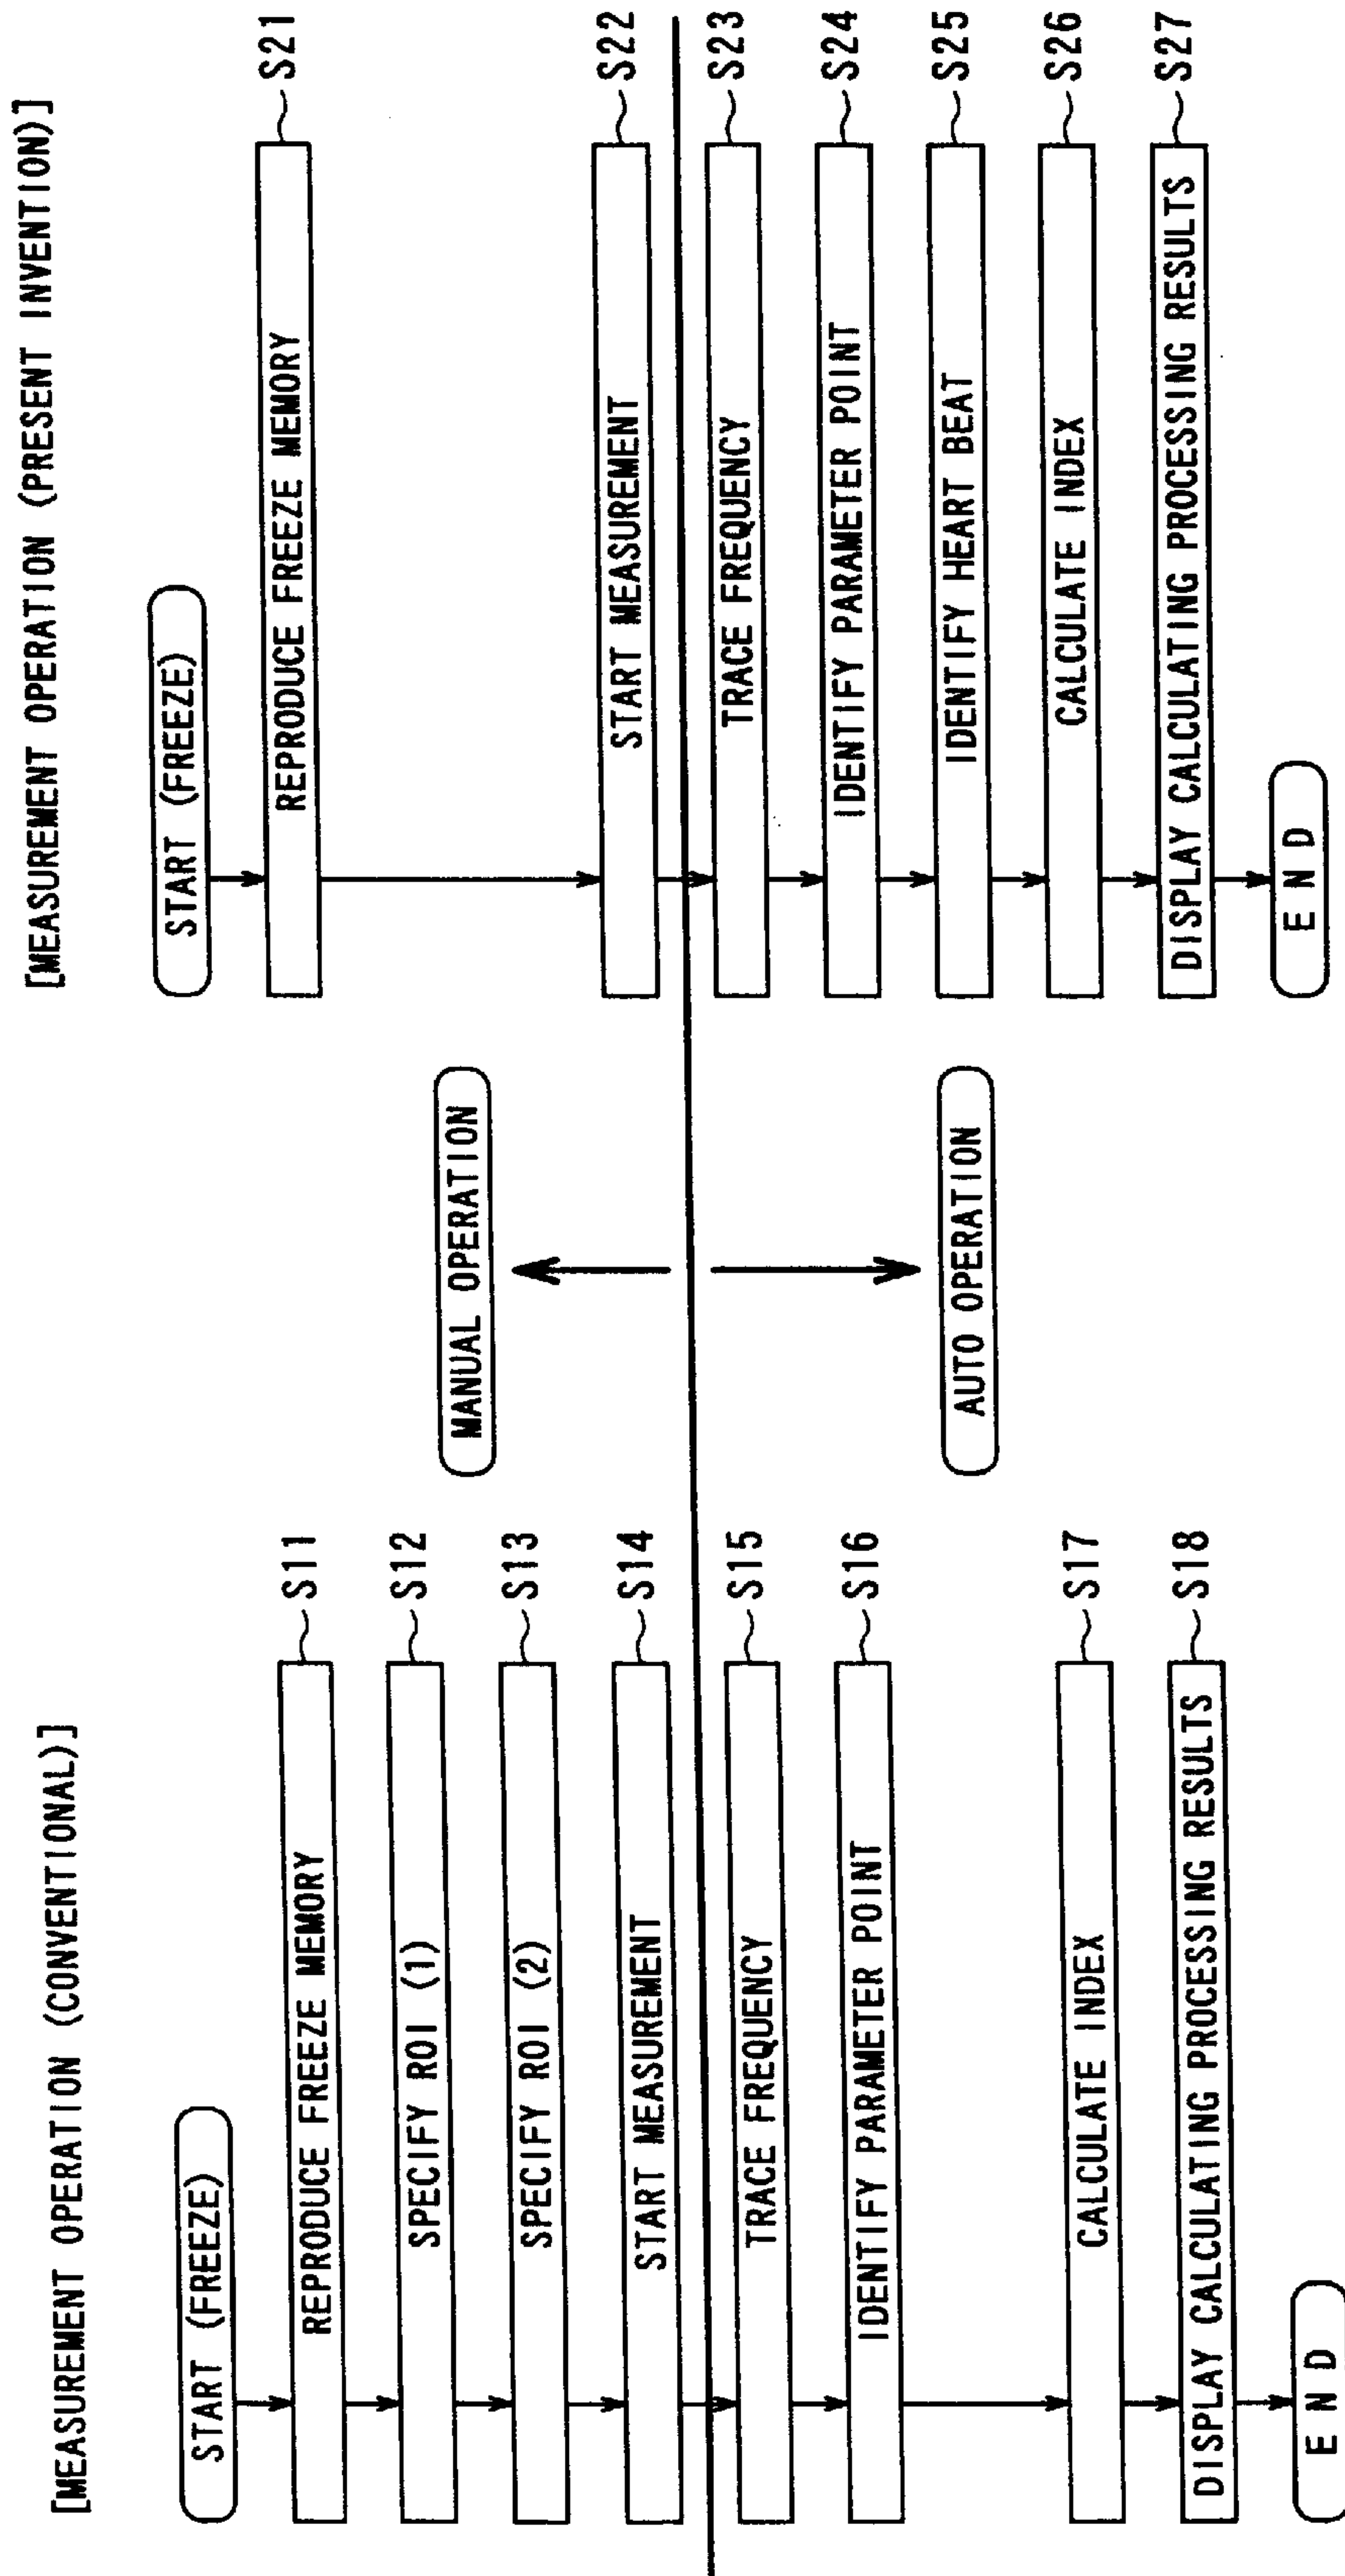 [MEASUREMENT OPERATION (CONVENTIONAL)]
START (FREEZE)
REPRODUCE FREEZE MEMORY
S11
SPECIFY ROI (1)
S12
SPECIFY ROI (2)
S13
START MEASUREMENT
S14
TRACE FREQUENCY
S15
IDENTIFY PARAMETER POINT
S16
CALCULATE INDEX
S17
DISPLAY CALCULATING PROCESSING RESULTS
S18
END
MANUAL OPERATION
AUTO OPERATION
[MEASUREMENT OPERATION (PRESENT INVENTION)]
START (FREEZE)
REPRODUCE FREEZE MEMORY
S21
START MEASUREMENT
S22
TRACE FREQUENCY
S23
IDENTIFY PARAMETER POINT
S24
IDENTIFY HEART BEAT
S25
CALCULATE INDEX
S26
DISPLAY CALCULATING PROCESSING RESULTS
S27
END